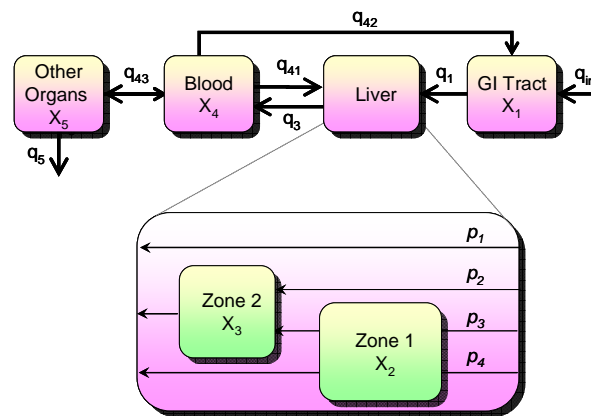 q42
Other
Organs
X5
q43
Blood
X4
q41
q3
Liver
q1
GI Tract
X1
qin
q5
p1
p2
Zone 2
X3
p3
Zone 1
X2
p4